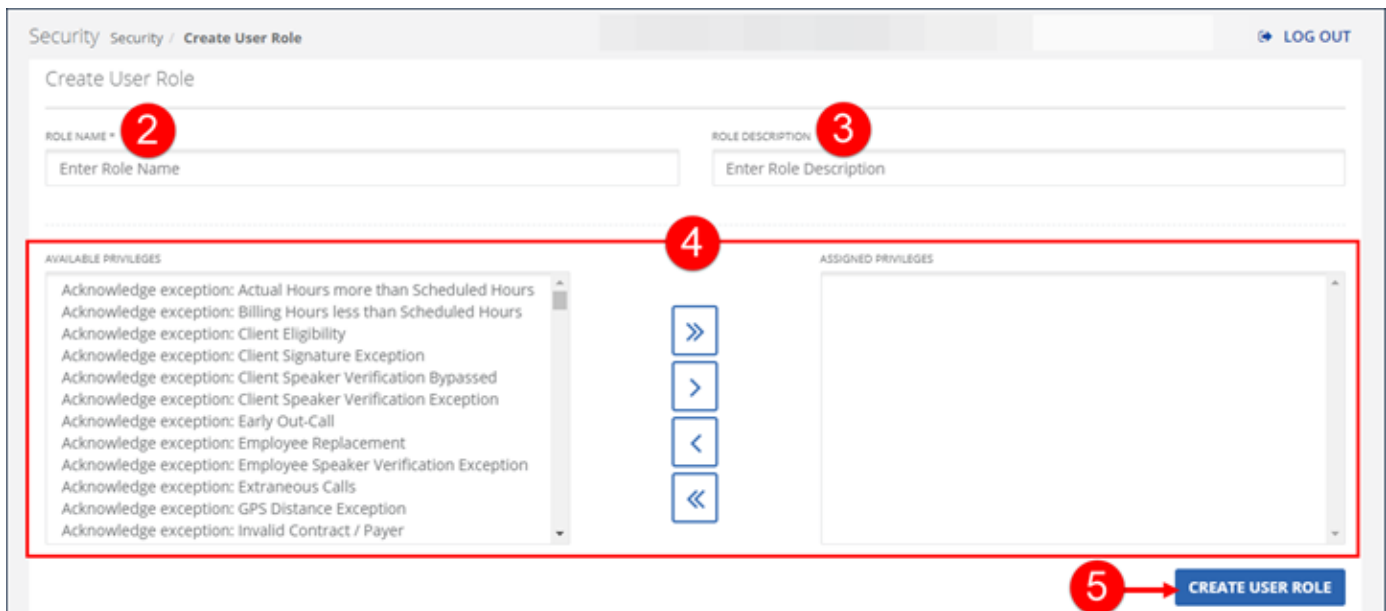 Security Security / Create User Role LOG OUT
Create User Role
ROLE NAME * 2 ROLE DESCRIPTION 3
Enter Role Name Enter Role Description
4
AVAILABLE PRIVILEGES ASSIGNED PRIVILEGES
Acknowledge exception: Actual Hours more than Scheduled Hours
Acknowledge exception: Billing Hours less than Scheduled Hours
Acknowledge exception: Client Eligibility
Acknowledge exception: Client Signature Exception
Acknowledge exception: Client Speaker Verification Bypassed
Acknowledge exception: Client Speaker Verification Exception
Acknowledge exception: Early Out-Call
Acknowledge exception: Employee Replacement
Acknowledge exception: Employee Speaker Verification Exception
Acknowledge exception: Extraneous Calls
Acknowledge exception: GPS Distance Exception
Acknowledge exception: Invalid Contract / Payer
5 CREATE USER ROLE